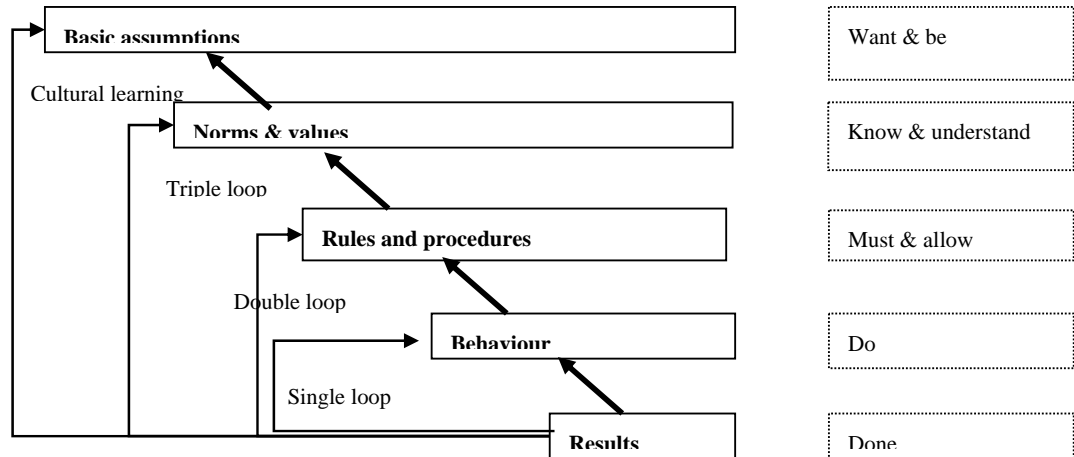 Basic assumptions
Want & be
Cultural learning
Norms & values
Know & understand
Triple loop
Rules and procedures
Must & allow
Double loop
Behaviour
Do
Single loop
Results
Done